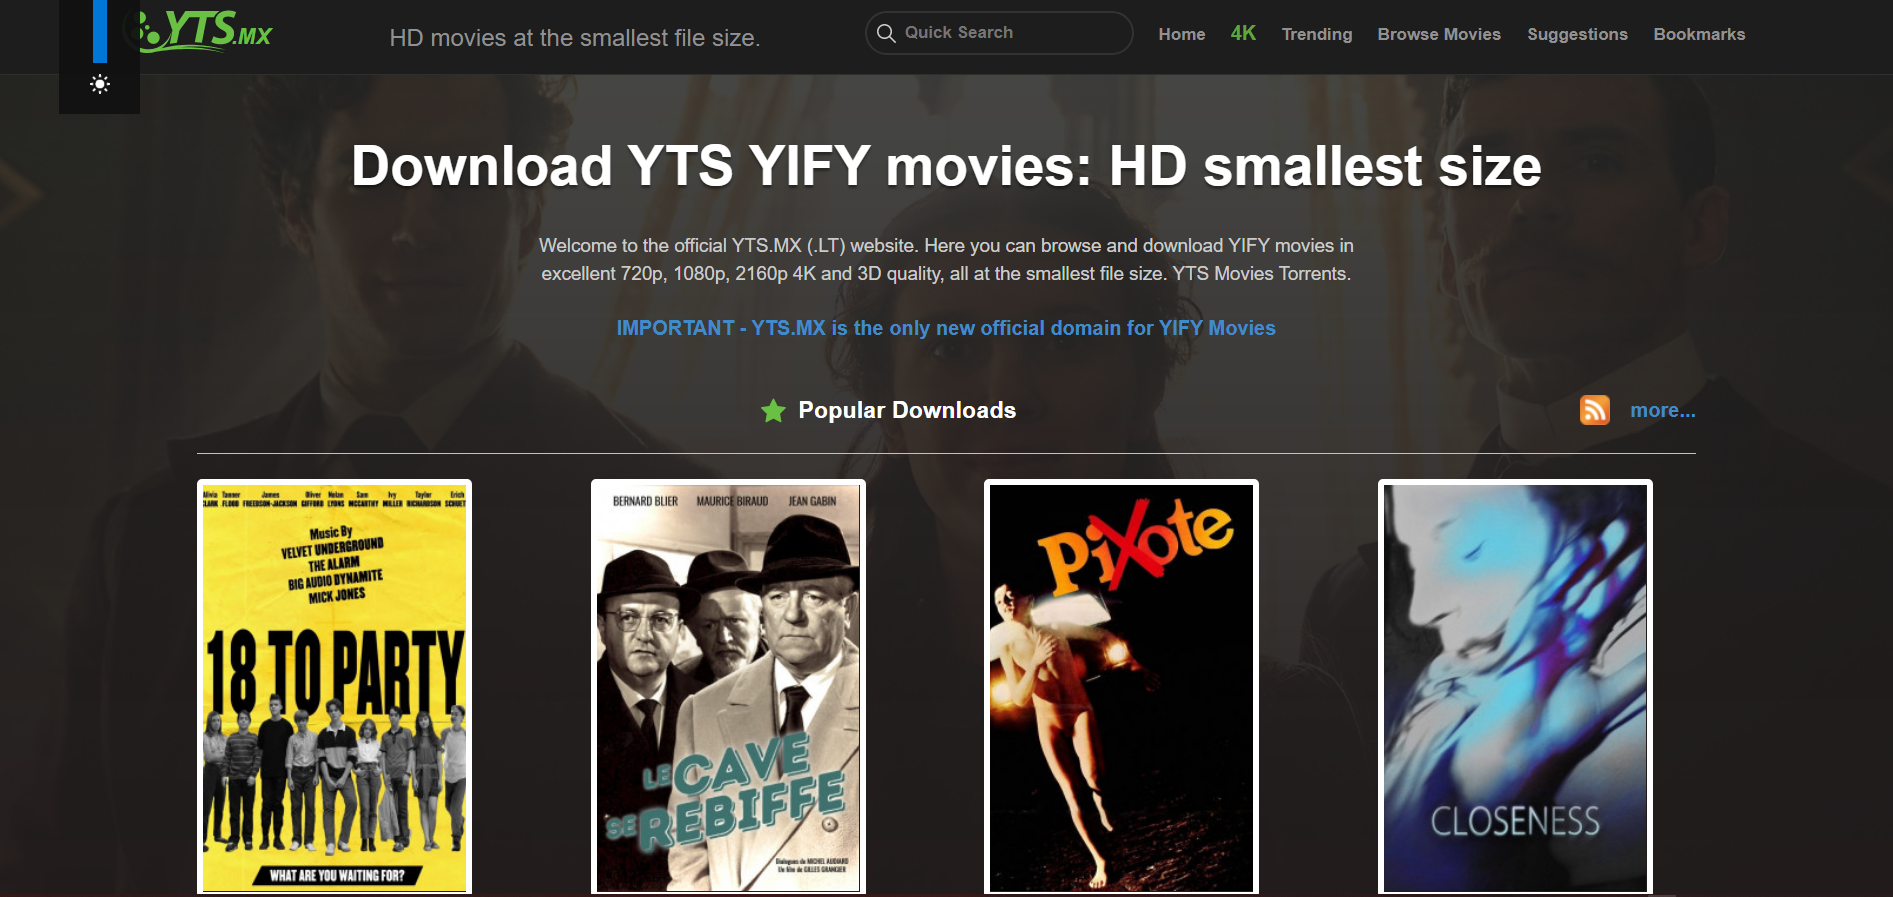 YTS.MX
HD movies at the smallest file size.
Quick Search
Home
4K
Trending
Browse Movies
Suggestions
Bookmarks
Download YTS YIFY movies: HD smallest size
Welcome to the official YTS.MX (.LT) website. Here you can browse and download YIFY movies in
excellent 720p, 1080p, 2160p 4K and 3D quality, all at the smallest file size. YTS Movies Torrents.
IMPORTANT - YTS.MX is the only new official domain for YIFY Movies
Popular Downloads
more...
Alivia Tanner James Oliver Nolan Sam Ivy Taylor Erich
CLARK FLOOD FREEDSON-JACKSON GIFFORD LYONS MCCARTHY MILLER RICHARDSON SCHUET
Music By
VELVET UNDERGROUND
THE ALARM
BIG AUDIO DYNAMITE
MICK JONES
18 TO PARTY
WHAT ARE YOU WAITING FOR?
BERNARD BLIER MAURICE BIRAUD JEAN GABIN
LE CAVE
SE REBIFFE
Dialogues de MICHEL AUDIARD
Un film de GILLES GRANGIER
PiXote
CLOSENESS